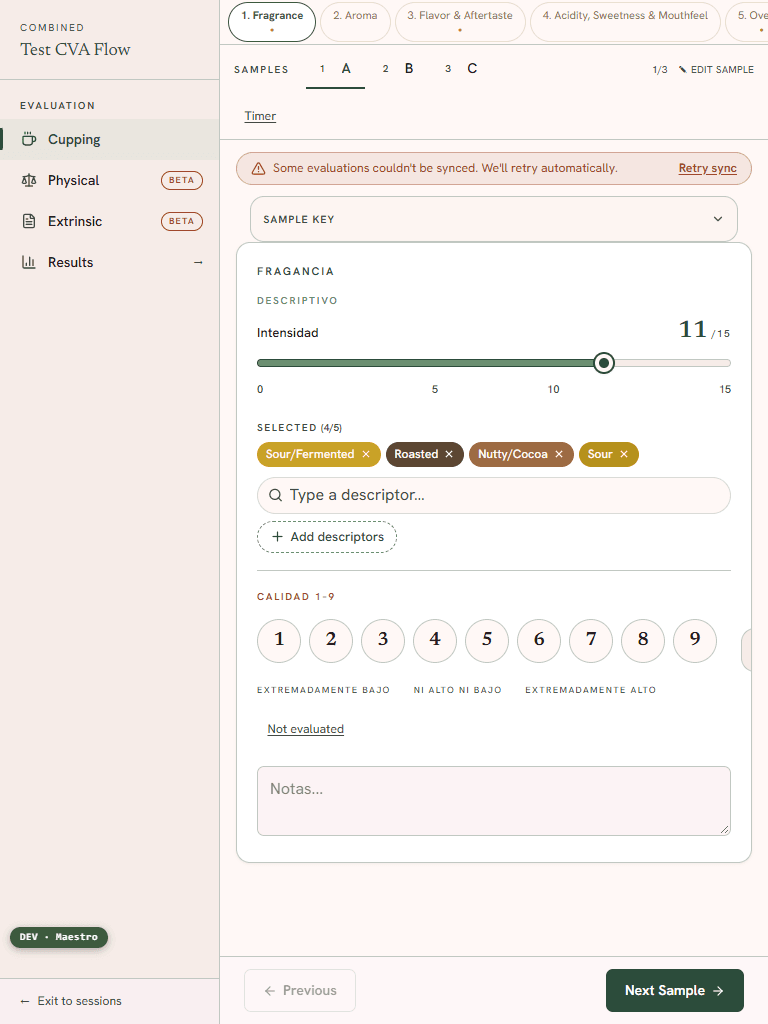 COMBINED
Test CVA Flow
EVALUATION
Cupping
Physical BETA
Extrinsic BETA
Results →
DEV · Maestro
← Exit to sessions
1. Fragrance
2. Aroma
3. Flavor & Aftertaste
4. Acidity, Sweetness & Mouthfeel
5. Ove
SAMPLES 1 A 2 B 3 C 1/3 EDIT SAMPLE
Timer
Some evaluations couldn't be synced. We'll retry automatically. Retry sync
SAMPLE KEY
FRAGANCIA
DESCRIPTIVO
Intensidad 11 /15
0 5 10 15
SELECTED (4/5)
Sour/Fermented × Roasted × Nutty/Cocoa × Sour ×
Type a descriptor...
+ Add descriptors
CALIDAD 1-9
1 2 3 4 5 6 7 8 9
EXTREMADAMENTE BAJO NI ALTO NI BAJO EXTREMADAMENTE ALTO
Not evaluated
Notas...
← Previous
Next Sample →